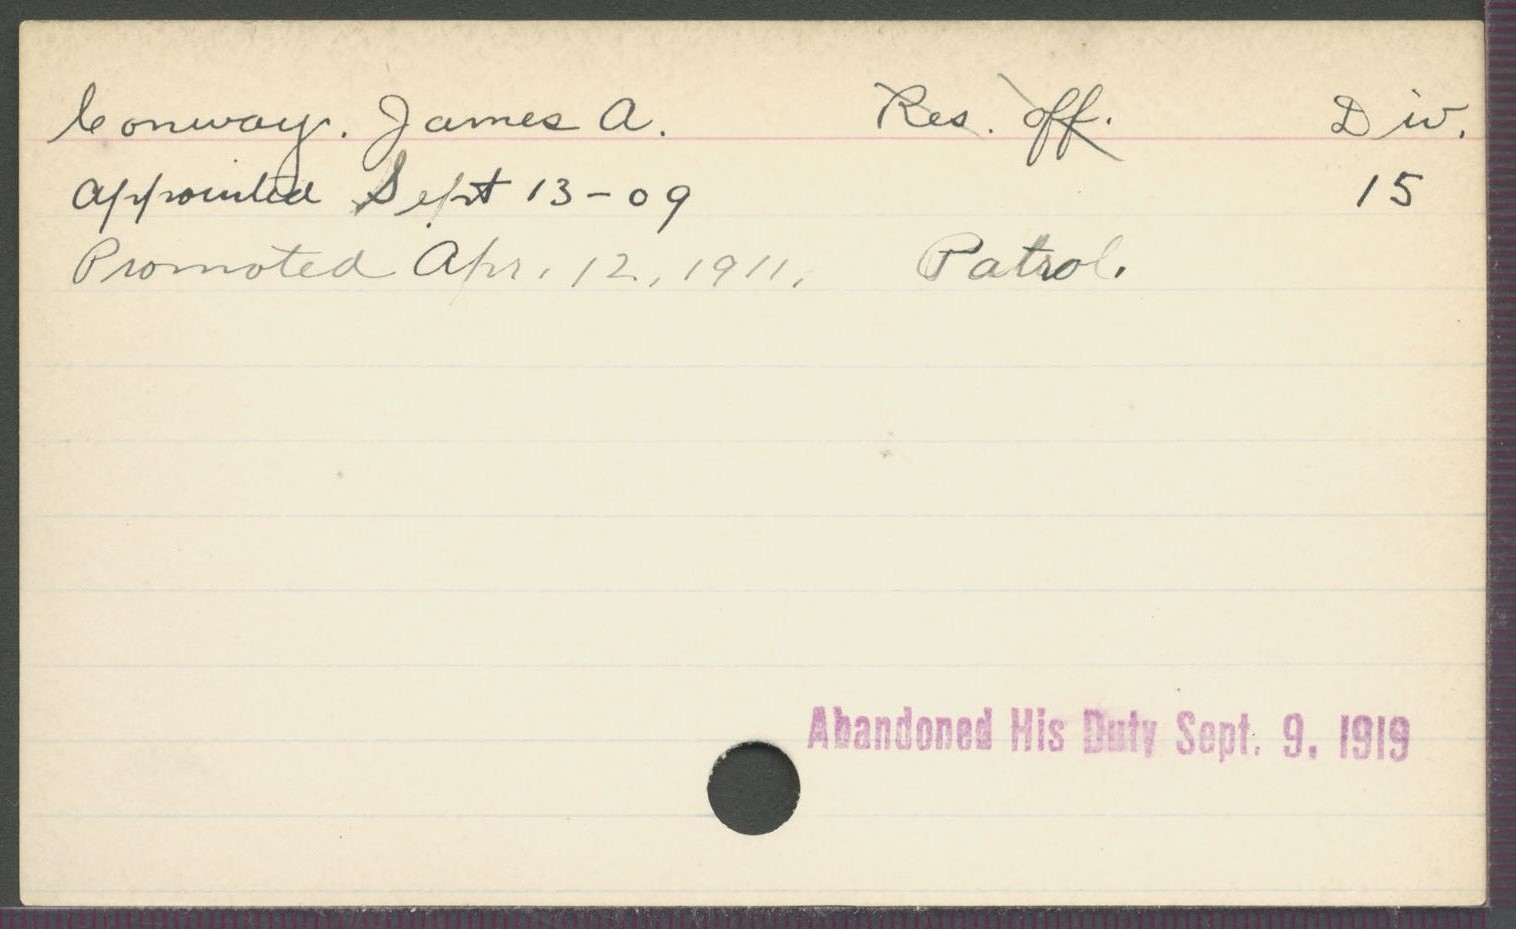 Conway. James A. Res. Off. Div.
appointed Sept 13-09 15
Promoted Apr. 12, 1911, Patrol.
Abandoned His Duty Sept. 9, 1919